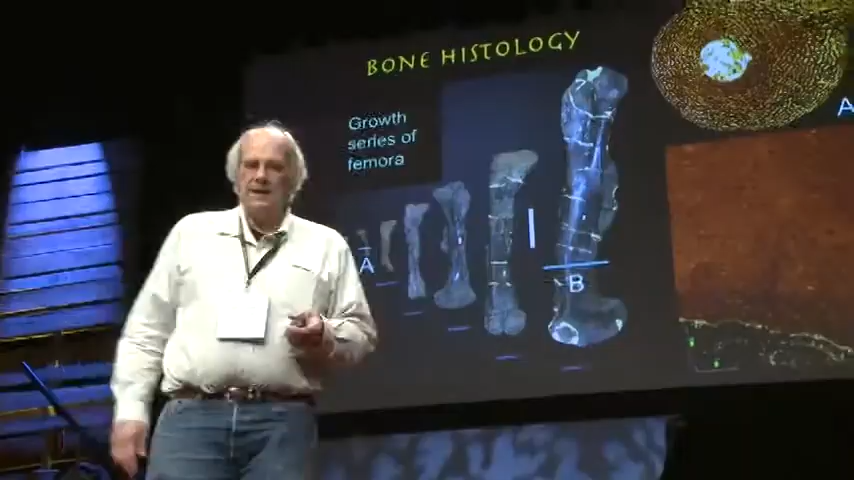 BONE HISTOLOGY
Growth
series of
femora
A
A
B